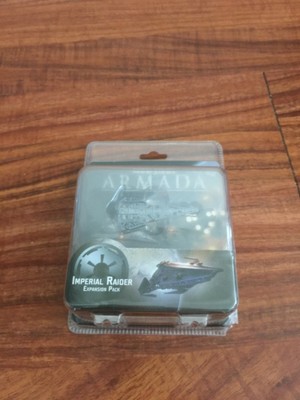 ARMADA
IMPERIAL RAIDER
EXPANSION PACK